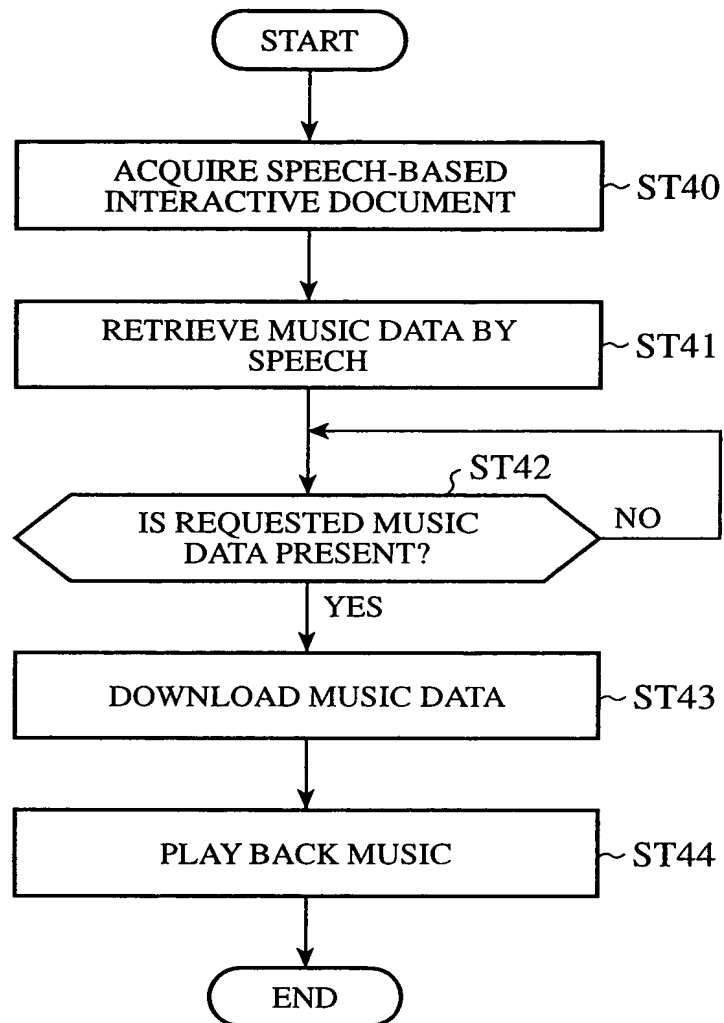 START
ACQUIRE SPEECH-BASED
INTERACTIVE DOCUMENT
ST40
RETRIEVE MUSIC DATA BY
SPEECH
ST41
ST42
IS REQUESTED MUSIC
DATA PRESENT?
NO
YES
DOWNLOAD MUSIC DATA
ST43
PLAY BACK MUSIC
ST44
END